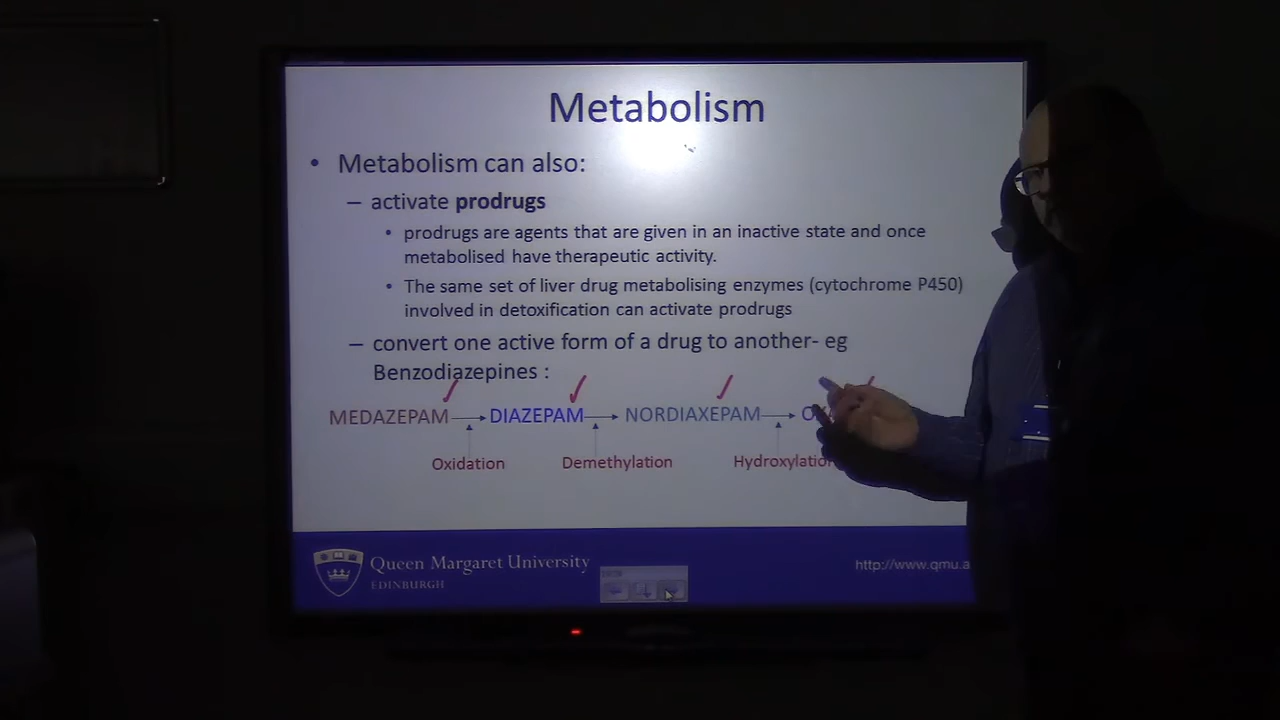 Metabolism
• Metabolism can also:
– activate prodrugs
• prodrugs are agents that are given in an inactive state and once
metabolised have therapeutic activity.
• The same set of liver drug metabolising enzymes (cytochrome P450)
involved in detoxification can activate prodrugs
– convert one active form of a drug to another- eg
Benzodiazepines :
MEDAZEPAM DIAZEPAM NORDIAXEPAM
Oxidation Demethylation Hydroxylation
Queen Margaret University
EDINBURGH
http://www.qmu.a